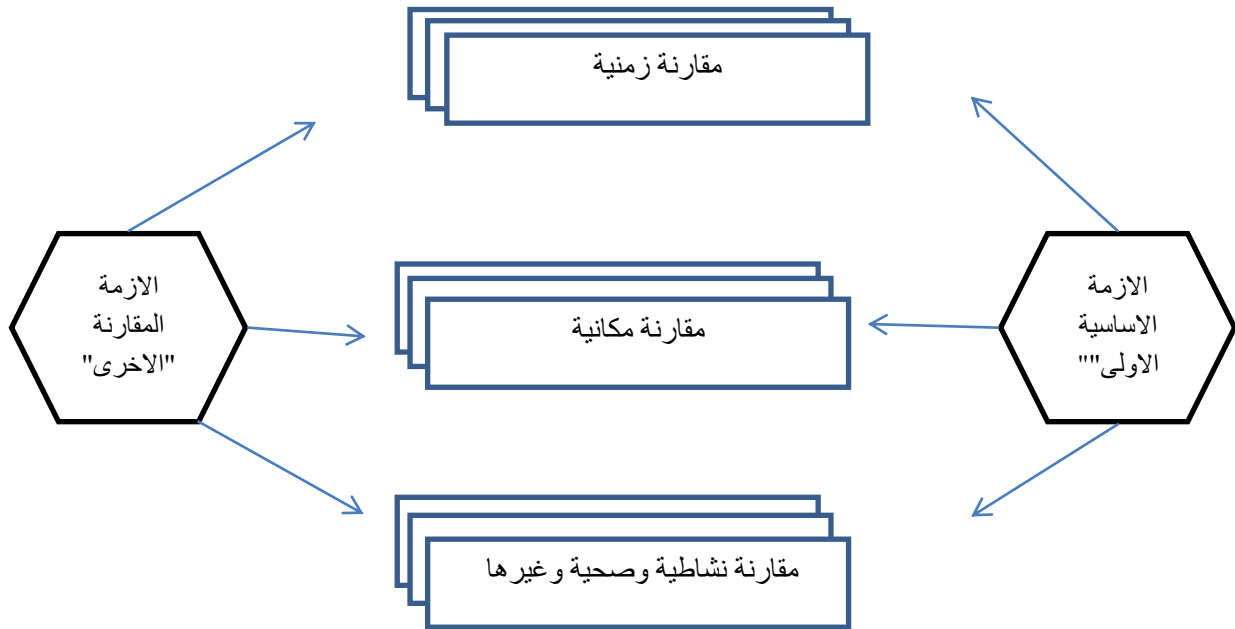 مقارنة زمنية
الازمة
الاساسية
الاولى""
مقارنة مكانية
الازمة
المقارنة
"الاخرى"
مقارنة نشاطية وصحية وغيرها